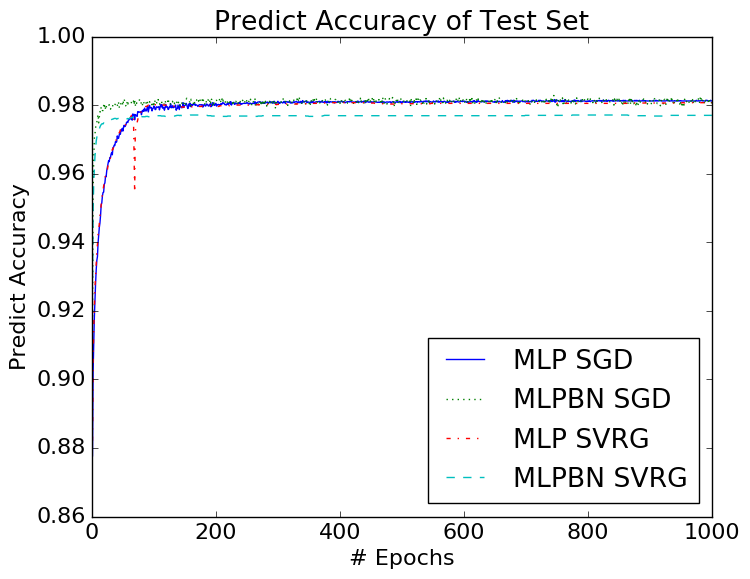 Predict Accuracy of Test Set
1.00
0.98
0.96
0.94
0.92
0.90
0.88
0.86
Predict Accuracy
0
200
400
600
800
1000
# Epochs
MLP SGD
MLPBN SGD
MLP SVRG
MLPBN SVRG